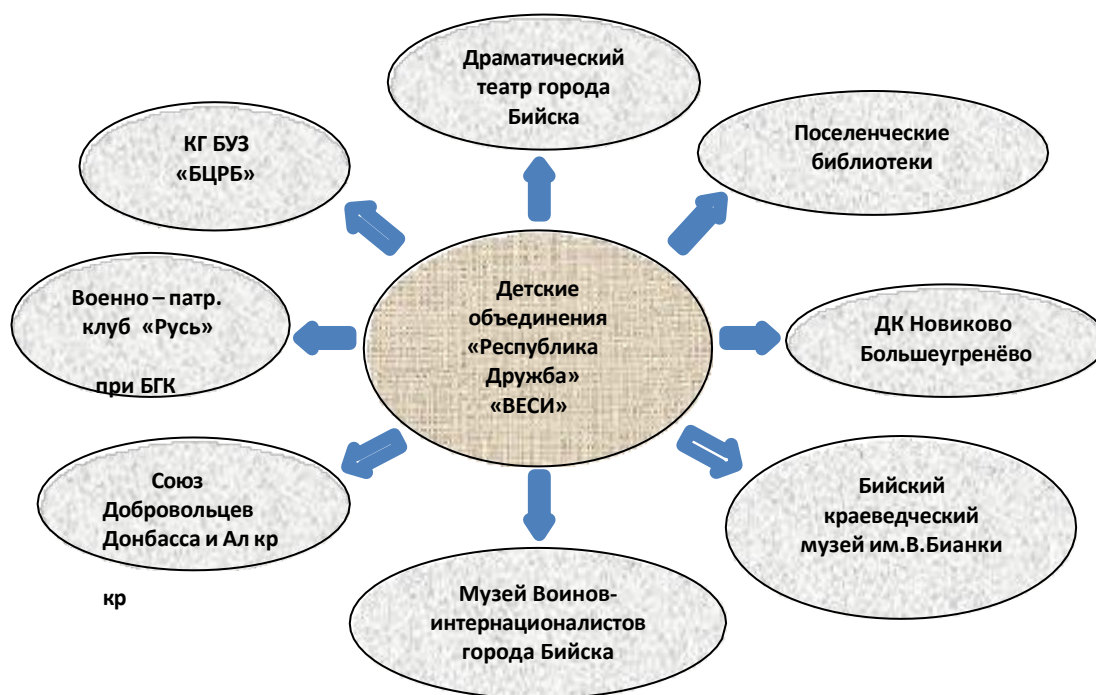 Драматический
театр города
Бийска
КГ БУЗ
«БЦРБ»
Поселенческие
библиотеки
Военно – патр.
клуб «Русь»
при БГК
Детские
объединения
«Республика
Дружба»
«ВЕСИ»
ДК Новиково
Большеугренёво
Союз
Добровольцев
Донбасса и Ал кр
кр
Бийский
краеведческий
музей им.В.Бианки
Музей Воинов-
интернационалистов
города Бийска